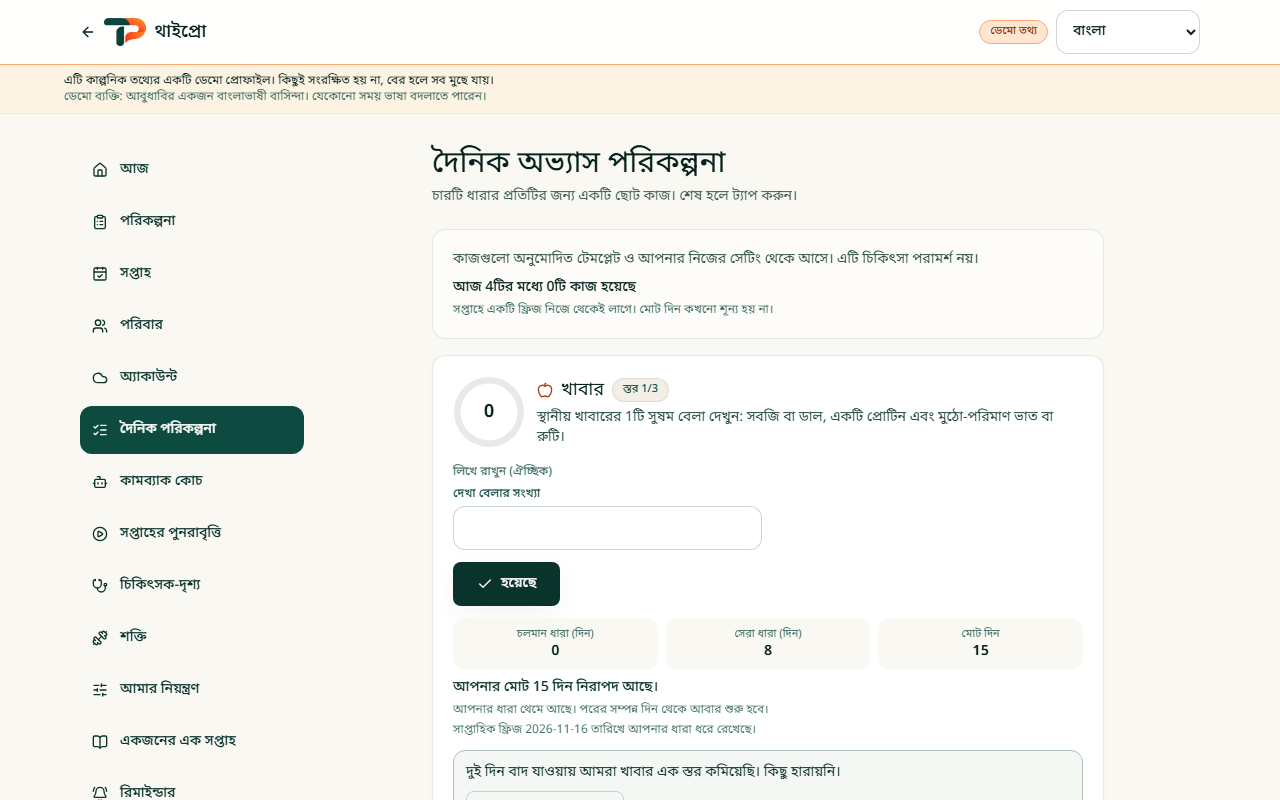 থাইপ্রো
ডেমো তথ্য
বাংলা
এটি কাল্পনিক তথ্যের একটি ডেমো প্রোফাইল। কিছুই সংরক্ষিত হয় না, বের হলে সব মুছে যায়।
ডেমো ব্যক্তি: আবুধাবির একজন বাংলাভাষী বাসিন্দা। যেকোনো সময় ভাষা বদলাতে পারেন।
আজ
পরিকল্পনা
সপ্তাহ
পরিবার
অ্যাকাউন্ট
দৈনিক পরিকল্পনা
কামব্যাক কোচ
সপ্তাহের পুনরাবৃত্তি
চিকিৎসক-দৃশ্য
শক্তি
আমার নিয়ন্ত্রণ
একজনের এক সপ্তাহ
রিমাইন্ডার
দৈনিক অভ্যাস পরিকল্পনা
চারটি ধারার প্রতিটির জন্য একটি ছোট কাজ। শেষ হলে ট্যাপ করুন।
কাজগুলো অনুমোদিত টেমপ্লেট ও আপনার নিজের সেটিং থেকে আসে। এটি চিকিৎসা পরামর্শ নয়।
আজ 4টির মধ্যে 0টি কাজ হয়েছে
সপ্তাহে একটি ফ্রিজ নিজে থেকেই লাগে। মোট দিন কখনো শূন্য হয় না।
0
খাবার
স্তর 1/3
স্থানীয় খাবারের 1টি সুষম বেলা দেখুন: সবজি বা ডাল, একটি প্রোটিন এবং মুঠো-পরিমাণ ভাত বা
রুটি।
লিখে রাখুন (ঐচ্ছিক)
দেখা বেলার সংখ্যা
হয়েছে
চলমান ধারা (দিন)
0
সেরা ধারা (দিন)
8
মোট দিন
15
আপনার মোট 15 দিন নিরাপদ আছে।
আপনার ধারা থেমে আছে। পরের সম্পন্ন দিন থেকে আবার শুরু হবে।
সাপ্তাহিক ফ্রিজ 2026-11-16 তারিখে আপনার ধারা ধরে রেখেছে।
দুই দিন বাদ যাওয়ায় আমরা খাবার এক স্তর কমিয়েছি। কিছু হারায়নি।